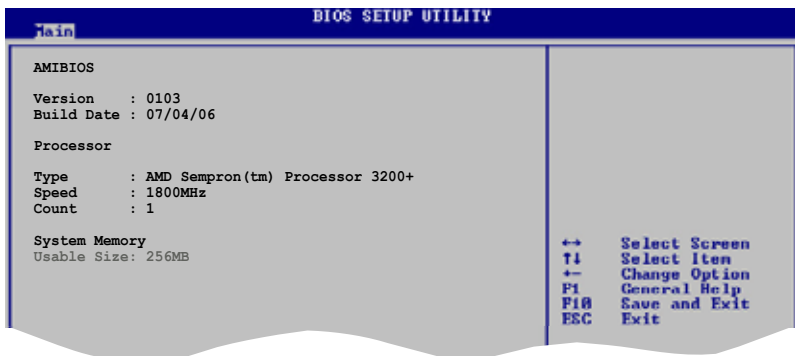 BIOS SETUP UTILITY
Main
AMIBIOS
Version : 0103
Build Date : 07/04/06
Processor
Type : AMD Sempron(tm) Processor 3200+
Speed : 1800MHz
Count : 1
System Memory
Usable Size: 256MB
←→ Select Screen
↑↓ Select Item
+- Change Option
F1 General Help
F10 Save and Exit
ESC Exit